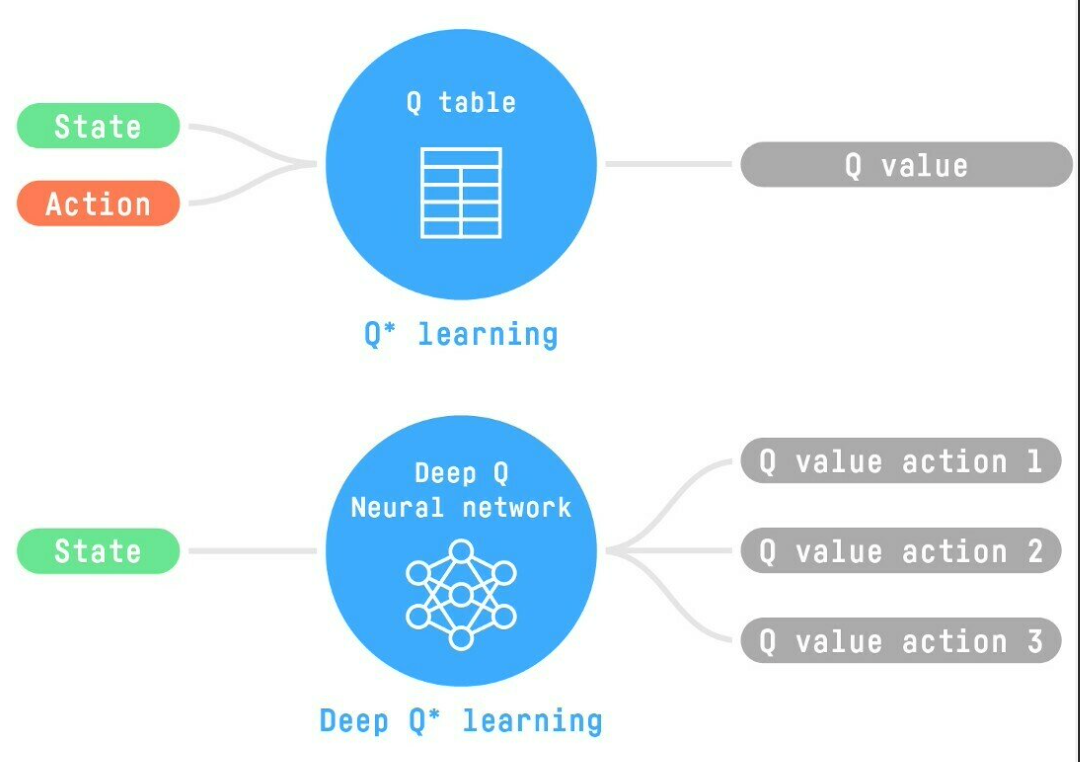 State
Action
Q table
Q value
Q* learning
State
Deep Q
Neural network
Q value action 1
Q value action 2
Q value action 3
Deep Q* learning